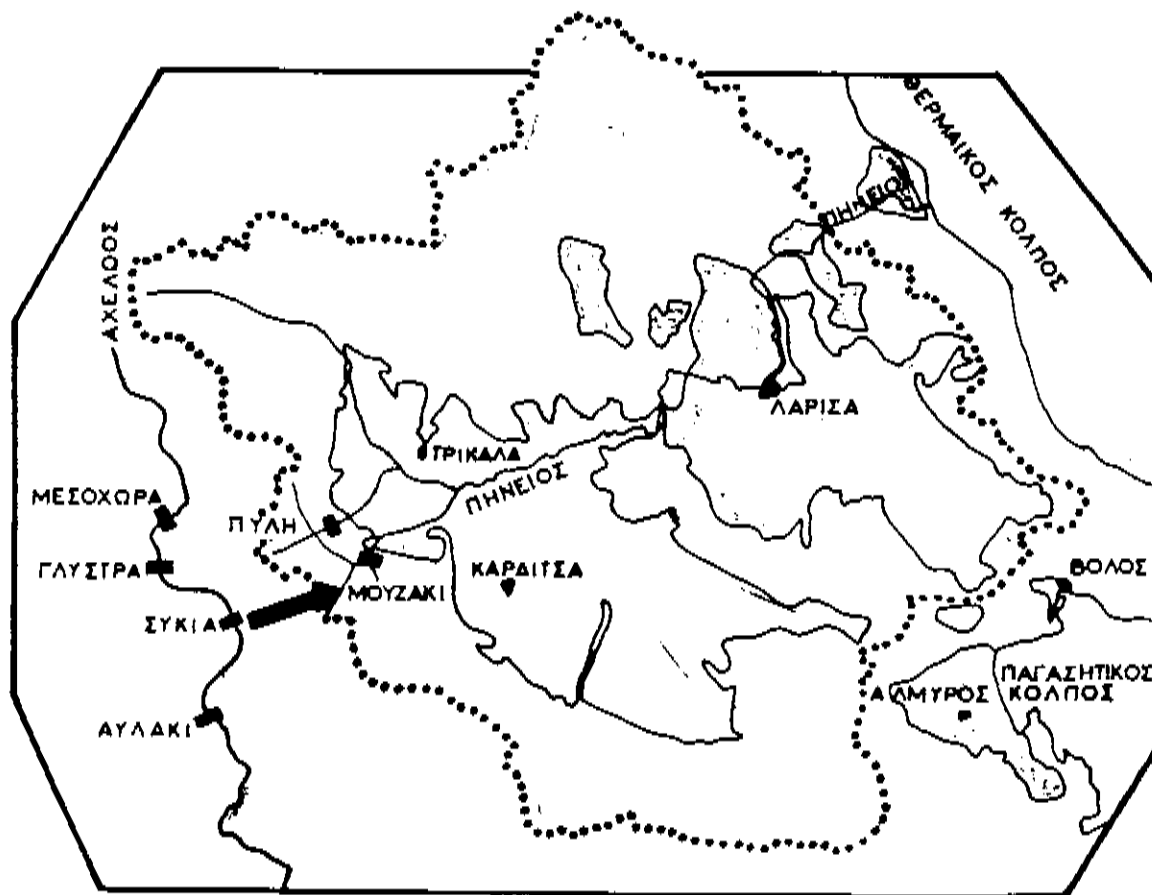 ΘΕΡΜΑΙΚΟΣ ΚΟΛΠΟΣ
ΠΗΝΕΙΟΣ
ΑΧΕΛΩΟΣ
ΛΑΡΙΣΑ
ΤΡΙΚΑΛΑ
ΠΗΝΕΙΟΣ
ΜΕΣΟΧΩΡΑ
ΠΥΛΗ
ΓΛΥΣΤΡΑ
ΜΟΥΖΑΚΙ
ΚΑΡΔΙΤΣΑ
ΒΟΛΟΣ
ΣΥΚΙΑ
ΠΑΓΑΣΗΤΙΚΟΣ
ΚΟΛΠΟΣ
ΑΛΜΥΡΟΣ
ΑΥΛΑΚΙ